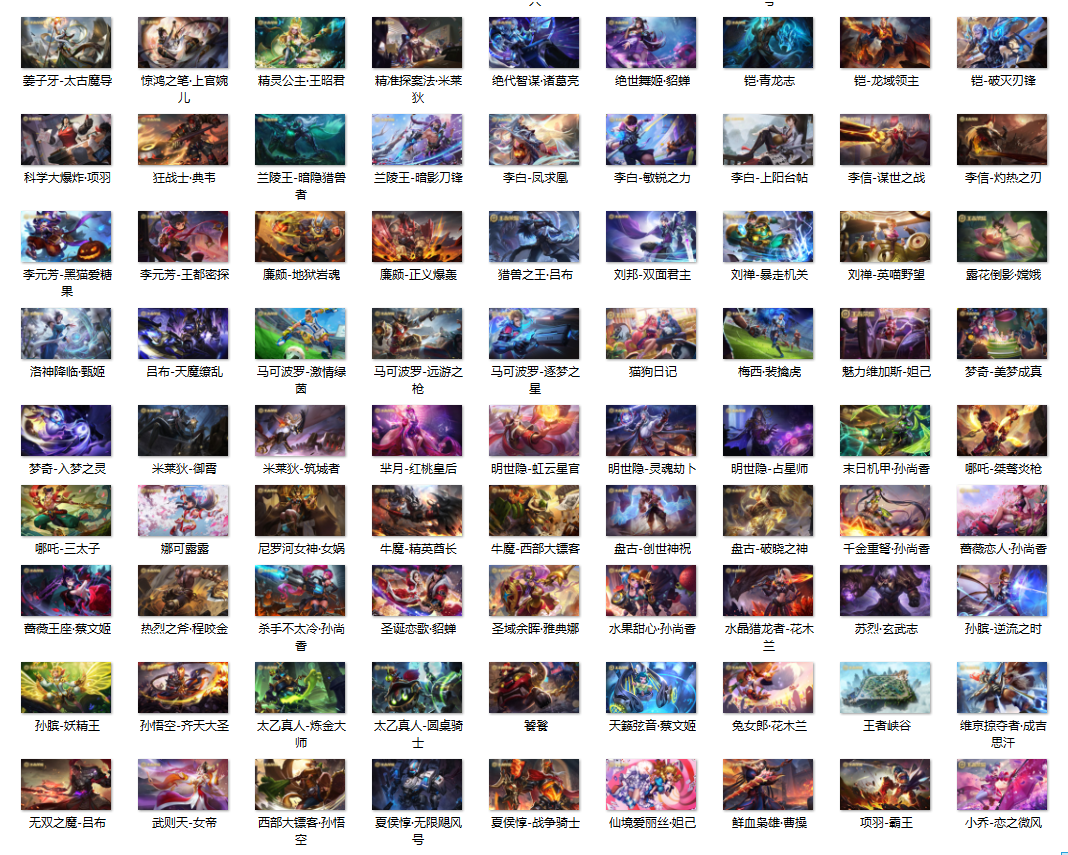 姜子牙-太古魔导
惊鸿之笔·上官婉
儿
精灵公主·王昭君
精准探案法·米莱
狄
绝代智谋·诸葛亮
绝世舞姬·貂蝉
铠·青龙志
铠-龙域领主
铠-破灭刃锋
科学大爆炸·项羽
狂战士·典韦
兰陵王-暗隐猎兽
者
兰陵王-暗影刀锋
李白-凤求凰
李白-敏锐之力
李白-上阳台帖
李信-谋世之战
李信-灼热之刃
李元芳-黑猫爱糖
果
李元芳-王都密探
廉颇-地狱岩魂
廉颇-正义爆轰
猎兽之王·吕布
刘邦-双面君主
刘禅-暴走机关
刘禅-英喵野望
露花倒影·嫦娥
洛神降临·甄姬
吕布-天魔缭乱
马可波罗-激情绿
茵
马可波罗-远游之
枪
马可波罗-逐梦之
星
猫狗日记
梅西·裴擒虎
魅力维加斯-妲己
梦奇-美梦成真
梦奇-入梦之灵
米莱狄-御霄
米莱狄-筑城者
芈月-红桃皇后
明世隐-虹云星官
明世隐-灵魂劫卜
明世隐-占星师
末日机甲·孙尚香
哪吒-桀骜炎枪
哪吒-三太子
娜可露露
尼罗河女神·女娲
牛魔-精英酋长
牛魔-西部大镖客
盘古-创世神祝
盘古-破晓之神
千金重弩·孙尚香
蔷薇恋人·孙尚香
蔷薇王座·蔡文姬
热烈之斧·程咬金
杀手不太冷·孙尚
香
圣诞恋歌·貂蝉
圣域余晖·雅典娜
水果甜心·孙尚香
水晶猎龙者-花木
兰
苏烈·玄武志
孙膑-逆流之时
孙膑-妖精王
孙悟空-齐天大圣
太乙真人-炼金大
师
太乙真人-圆桌骑
士
饕餮
天籁弦音·蔡文姬
兔女郎·花木兰
王者峡谷
维京掠夺者·成吉
思汗
无双之魔-吕布
武则天-女帝
西部大镖客·孙悟
空
夏侯惇·无限飓风
号
夏侯惇-战争骑士
仙境爱丽丝·妲己
鲜血枭雄·曹操
项羽-霸王
小乔-恋之微风